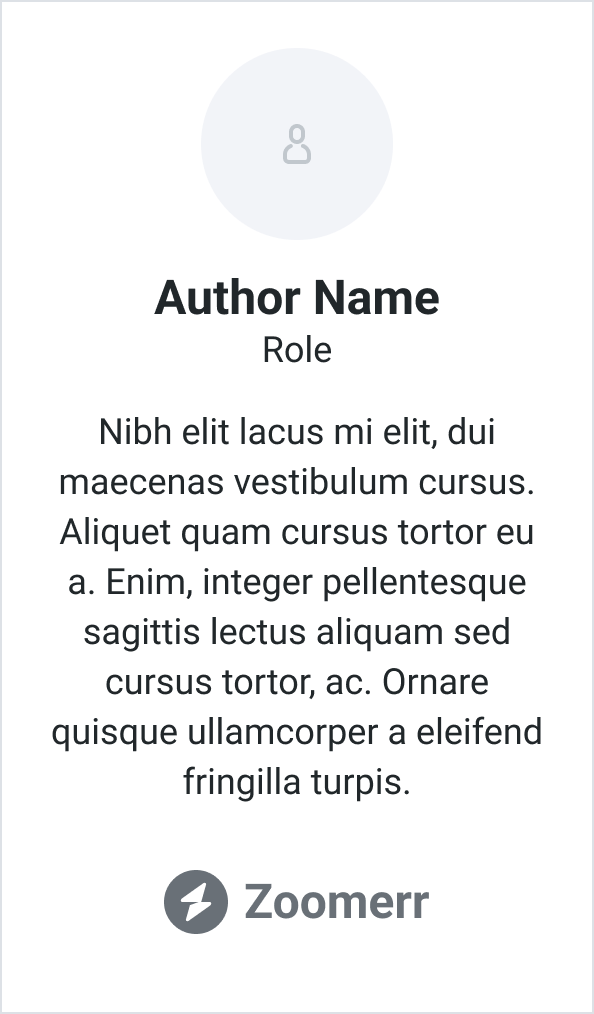 Author Name
Role
Nibh elit lacus mi elit, dui
maecenas vestibulum cursus.
Aliquet quam cursus tortor eu
a. Enim, integer pellentesque
sagittis lectus aliquam sed
cursus tortor, ac. Ornare
quisque ullamcorper a eleifend
fringilla turpis.
Zoomerr